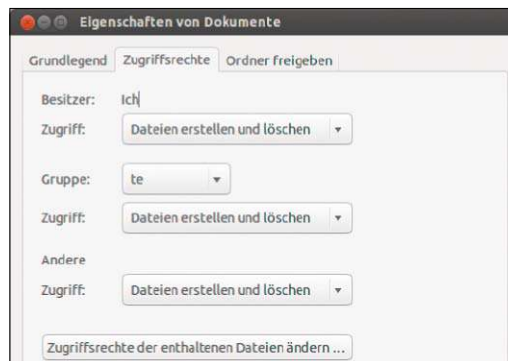 Eigenschaften von Dokumente
Grundlegend Zugriffsrechte Ordner freigeben
Besitzer: Ich
Zugriff: Dateien erstellen und löschen
Gruppe: te
Zugriff: Dateien erstellen und löschen
Andere
Zugriff: Dateien erstellen und löschen
Zugriffsrechte der enthaltenen Dateien ändern ...